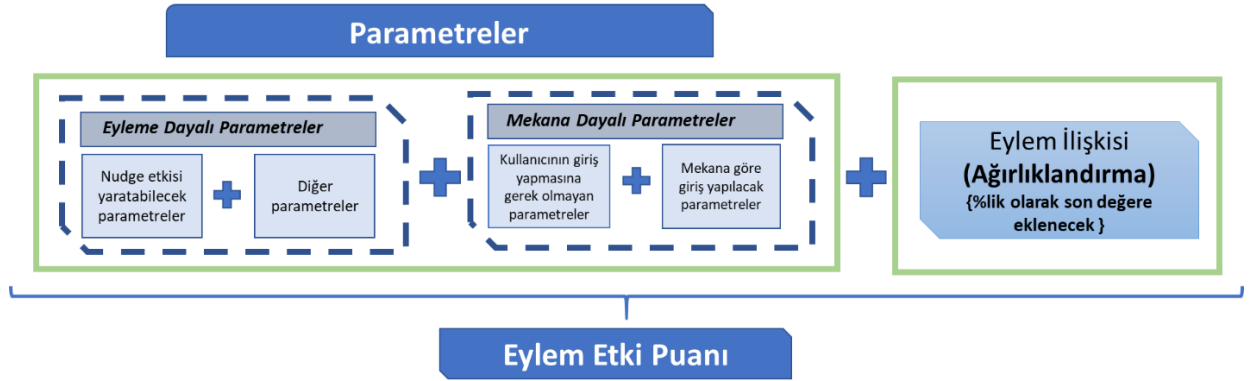 Parametreler
Eyleme Dayalı Parametreler
Nudge etkisi
yaratabilecek
parametreler
Diğer
parametreler
Mekana Dayalı Parametreler
Kullanıcının giriş
yapmasına
gerek olmayan
parametreler
Mekana göre
giriş yapılacak
parametreler
Eylem İlişkisi
(Ağırlıklandırma)
{%lik olarak son değere
eklenecek }
Eylem Etki Puanı